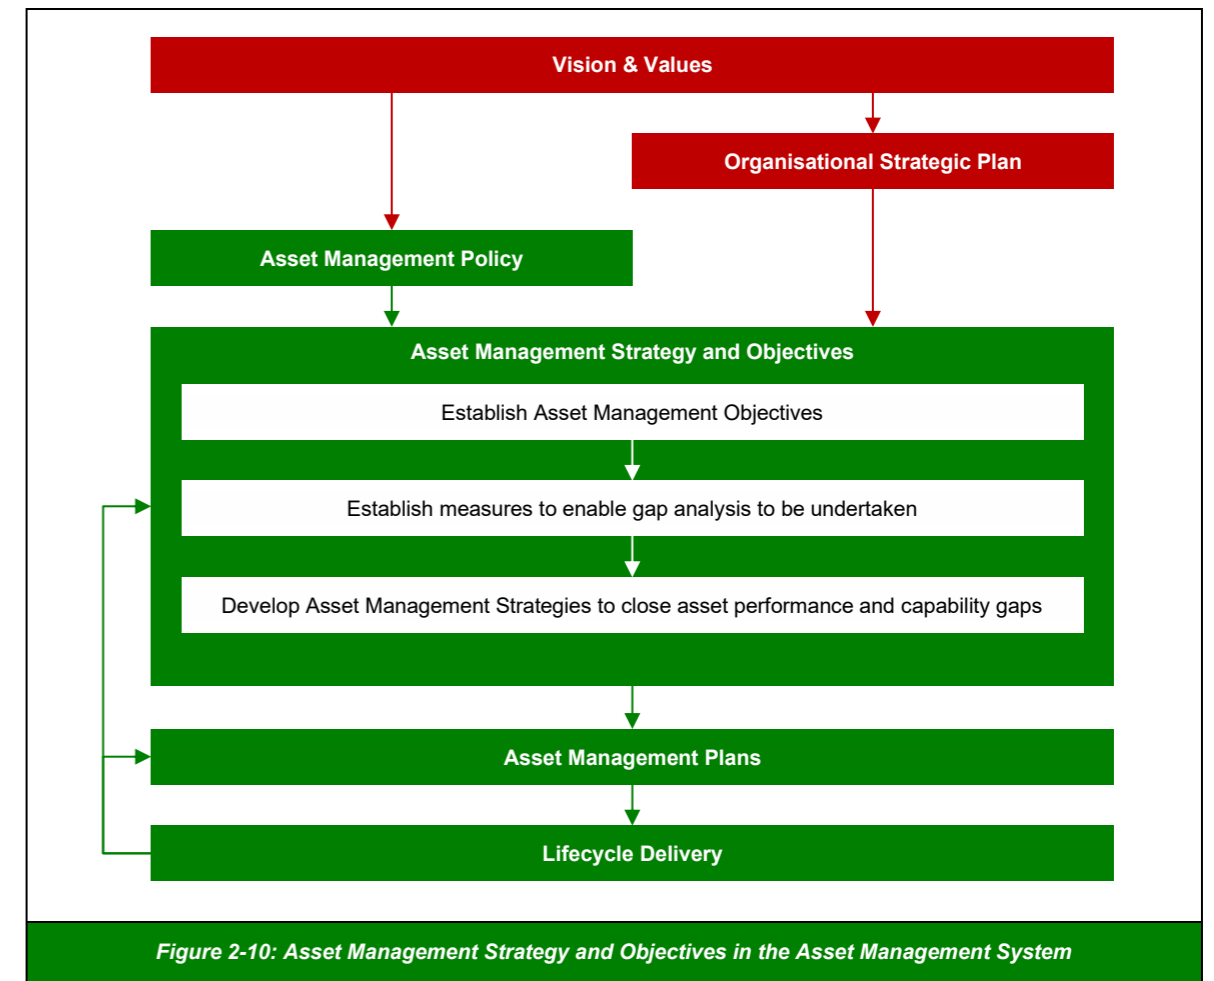 Vision & Values
Organisational Strategic Plan
Asset Management Policy
Asset Management Strategy and Objectives
Establish Asset Management Objectives
Establish measures to enable gap analysis to be undertaken
Develop Asset Management Strategies to close asset performance and capability gaps
Asset Management Plans
Lifecycle Delivery
Figure 2-10: Asset Management Strategy and Objectives in the Asset Management System